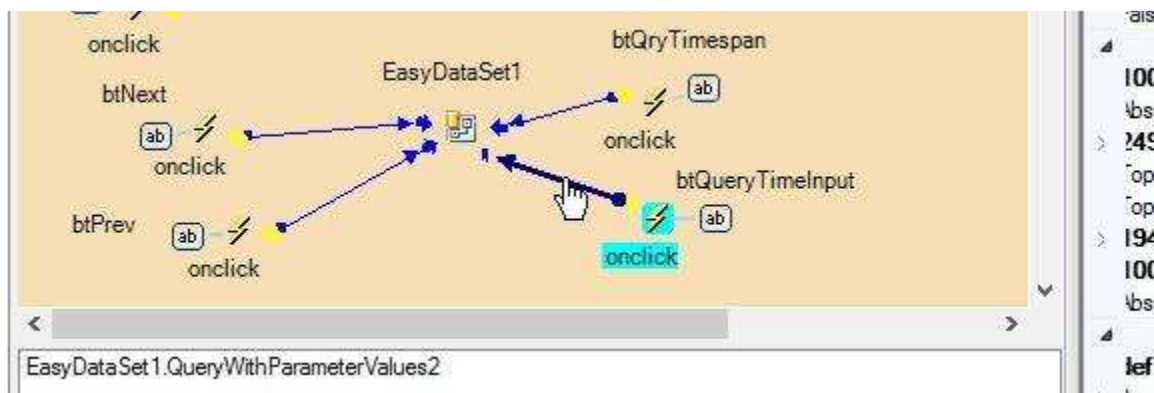 onclick
btQryTimespan
EasyDataSet1
btNext
onclick
onclick
btQueryTimeInput
btPrev
onclick
onclick
EasyDataSet1.QueryWithParameterValues2